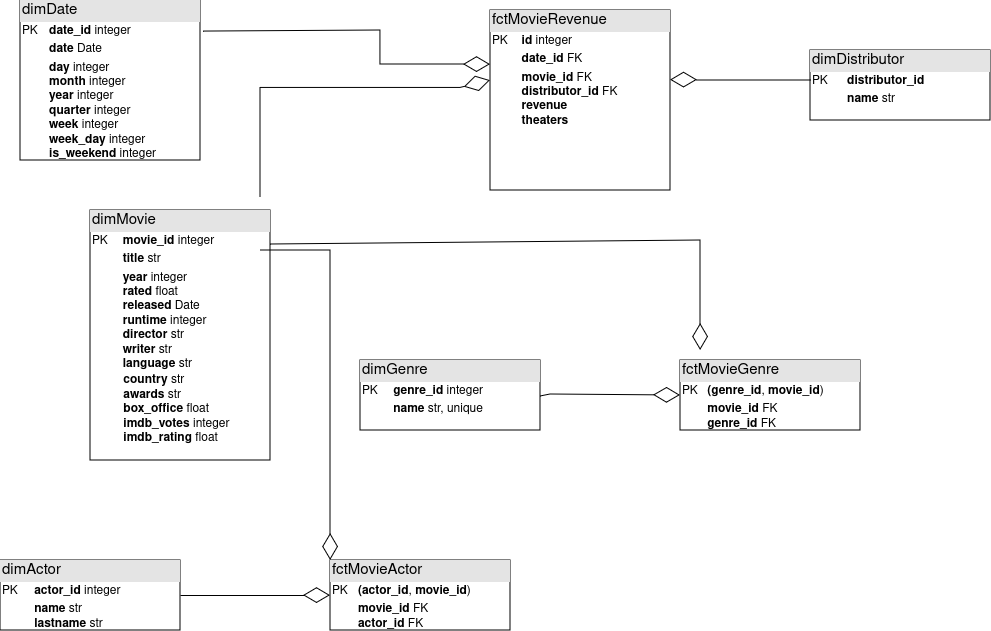 dimDate
PK date_id integer
date Date
day integer
month integer
year integer
quarter integer
week integer
week_day integer
is_weekend integer
fctMovieRevenue
PK id integer
date_id FK
movie_id FK
distributor_id FK
revenue
theaters
dimDistributor
PK distributor_id
name str
dimMovie
PK movie_id integer
title str
year integer
rated float
released Date
runtime integer
director str
writer str
language str
country str
awards str
box_office float
imdb_votes integer
imdb_rating float
dimGenre
PK genre_id integer
name str, unique
fctMovieGenre
PK (genre_id, movie_id)
movie_id FK
genre_id FK
dimActor
PK actor_id integer
name str
lastname str
fctMovieActor
PK (actor_id, movie_id)
movie_id FK
actor_id FK